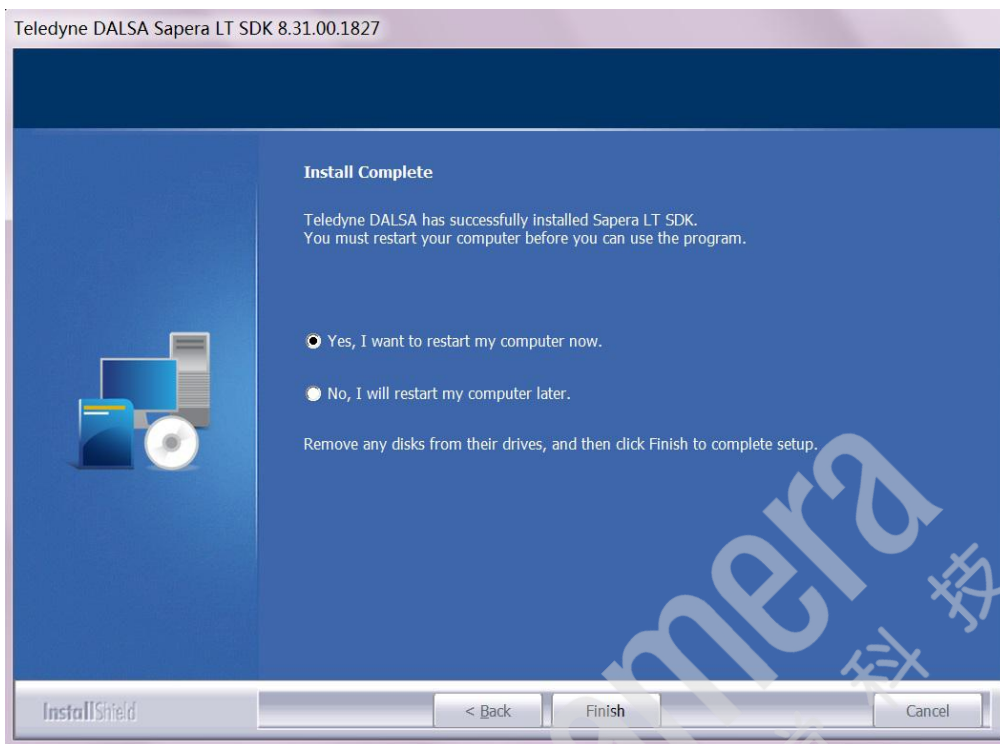 Teledyne DALSA Sapera LT SDK 8.31.00.1827
Install Complete
Teledyne DALSA has successfully installed Sapera LT SDK.
You must restart your computer before you can use the program.
Yes, I want to restart my computer now.
No, I will restart my computer later.
Remove any disks from their drives, and then click Finish to complete setup.
InstallShield
< Back
Finish
Cancel
amera
科技